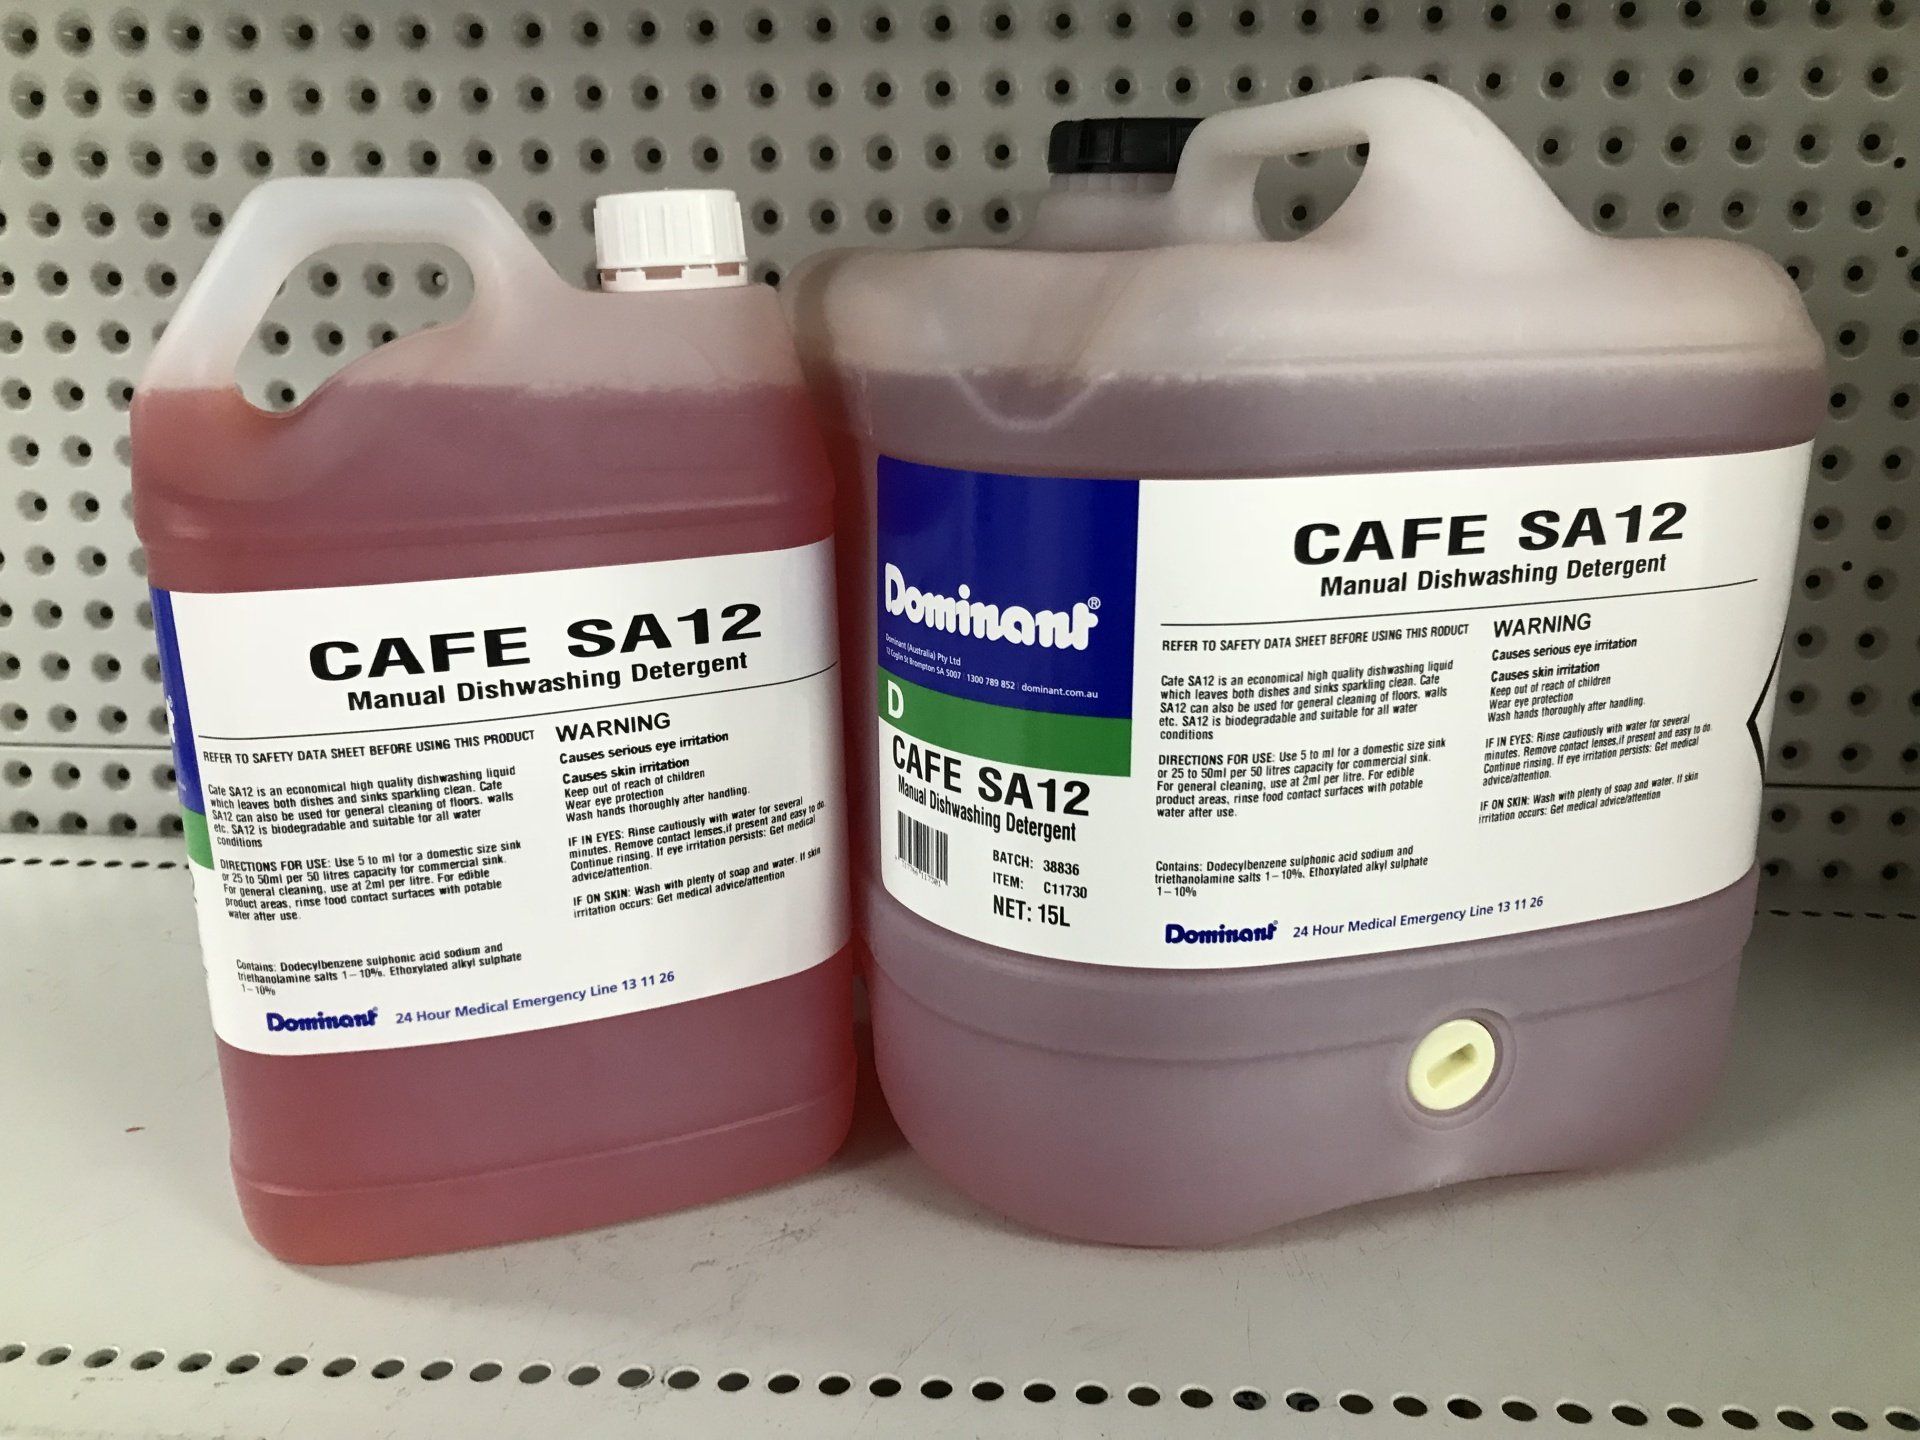 CAFE SA12
Manual Dishwashing Detergent
REFER TO SAFETY DATA SHEET BEFORE USING THIS PRODUCT
Cafe SA12 is an economical high quality dishwashing liquid
which leaves both dishes and sinks sparkling clean. Cafe
SA12 can also be used for general cleaning of floors, walls
etc. SA12 is biodegradable and suitable for all water
conditions
DIRECTIONS FOR USE: Use 5 to ml for a domestic size sink
or 25 to 50ml per 50 litres capacity for commercial sink.
For general cleaning, use at 2ml per litre. For edible
product areas, rinse food contact surfaces with potable
water after use.
Contains: Dodecylbenzene sulphonic acid sodium and
triethanolamine salts 1-10%. Ethoxylated alkyl sulphate
1-10%
WARNING
Causes serious eye irritation
Causes skin irritation
Keep out of reach of children
Wear eye protection
Wash hands thoroughly after handling.
IF IN EYES: Rinse cautiously with water for several
minutes. Remove contact lenses,if present and easy to do.
Continue rinsing. If eye irritation persists: Get medical
advice/attention.
IF ON SKIN: Wash with plenty of soap and water. If skin
irritation occurs: Get medical advice/attention
Dominant 24 Hour Medical Emergency Line 13 11 26
Dominant®
Dominant (Australia) Pty Ltd
12 Coglin St Brompton SA 5007 | 1300 789 852 | dominant.com.au
D
CAFE SA12
Manual Dishwashing Detergent
BATCH: 38836
ITEM: C11730
NET: 15L
CAFE SA12
Manual Dishwashing Detergent
REFER TO SAFETY DATA SHEET BEFORE USING THIS RODUCT
Cafe SA12 is an economical high quality dishwashing liquid
which leaves both dishes and sinks sparkling clean. Cafe
SA12 can also be used for general cleaning of floors, walls
etc. SA12 is biodegradable and suitable for all water
conditions
DIRECTIONS FOR USE: Use 5 to ml for a domestic size sink
or 25 to 50ml per 50 litres capacity for commercial sink.
For general cleaning, use at 2ml per litre. For edible
product areas, rinse food contact surfaces with potable
water after use.
Contains: Dodecylbenzene sulphonic acid sodium and
triethanolamine salts 1-10%. Ethoxylated alkyl sulphate
1-10%
WARNING
Causes serious eye irritation
Causes skin irritation
Keep out of reach of children
Wear eye protection
Wash hands thoroughly after handling.
IF IN EYES: Rinse cautiously with water for several
minutes. Remove contact lenses,if present and easy to do.
Continue rinsing. If eye irritation persists: Get medical
advice/attention.
IF ON SKIN: Wash with plenty of soap and water. If skin
irritation occurs: Get medical advice/attention
Dominant 24 Hour Medical Emergency Line 13 11 26